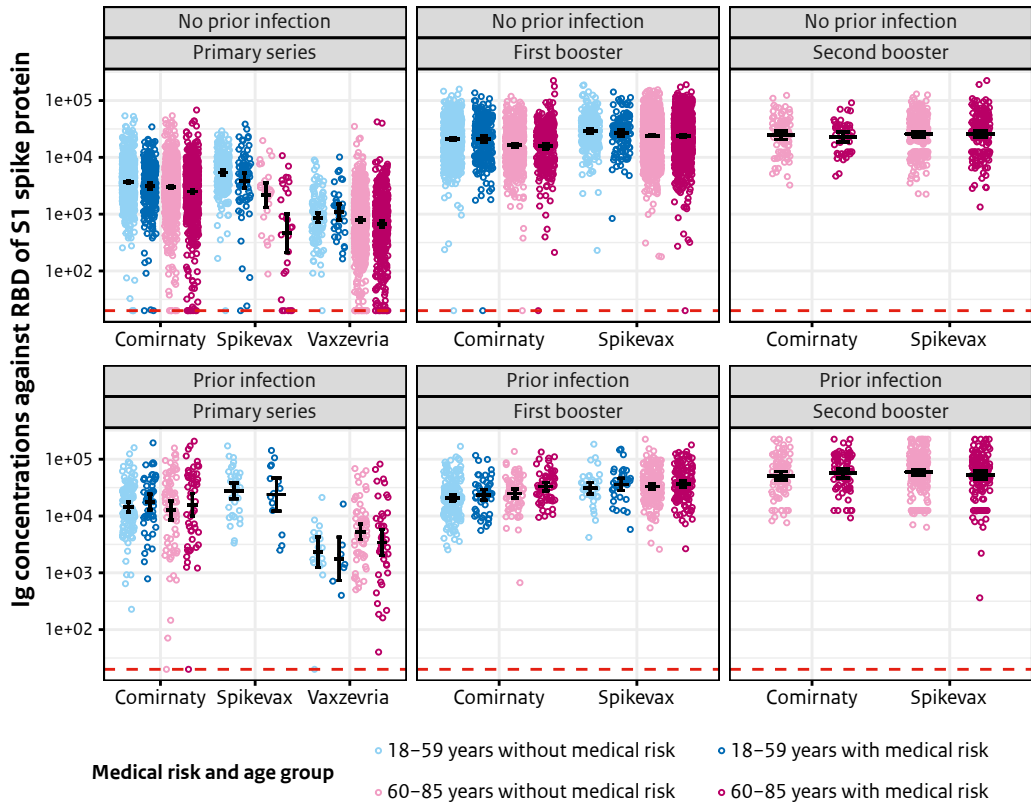 Ig concentrations against RBD of S1 spike protein
No prior infection
No prior infection
No prior infection
Primary series
First booster
Second booster
1e+05
1e+04
1e+03
1e+02
Comirnaty Spikevax Vaxzevria
Comirnaty Spikevax
Comirnaty Spikevax
Prior infection
Prior infection
Prior infection
Primary series
First booster
Second booster
1e+05
1e+04
1e+03
1e+02
Comirnaty Spikevax Vaxzevria
Comirnaty Spikevax
Comirnaty Spikevax
Medical risk and age group
18–59 years without medical risk
18–59 years with medical risk
60–85 years without medical risk
60–85 years with medical risk